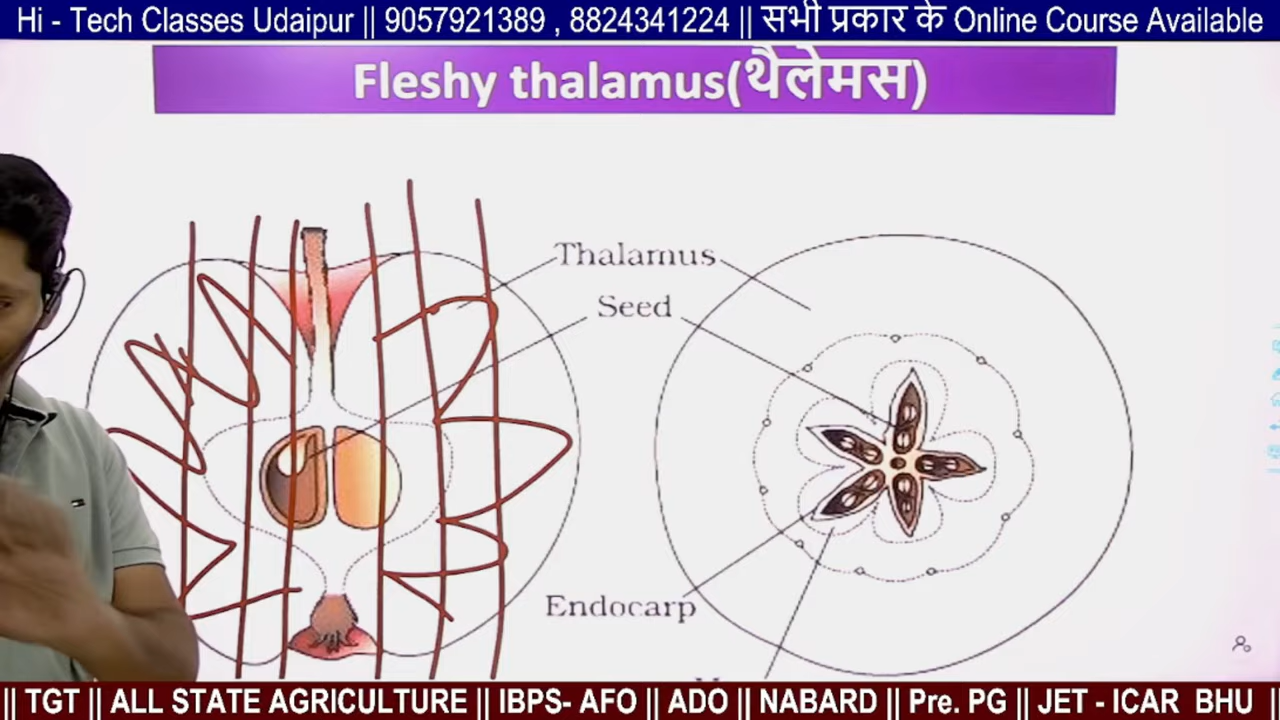 Hi - Tech Classes Udaipur || 9057921389 , 8824341224 || सभी प्रकार के Online Course Available
Fleshy thalamus(थैलेमस)
Thalamus
Seed
Endocarp
|| TGT || ALL STATE AGRICULTURE || IBPS- AFO || ADO || NABARD || Pre. PG || JET - ICAR BHU ||